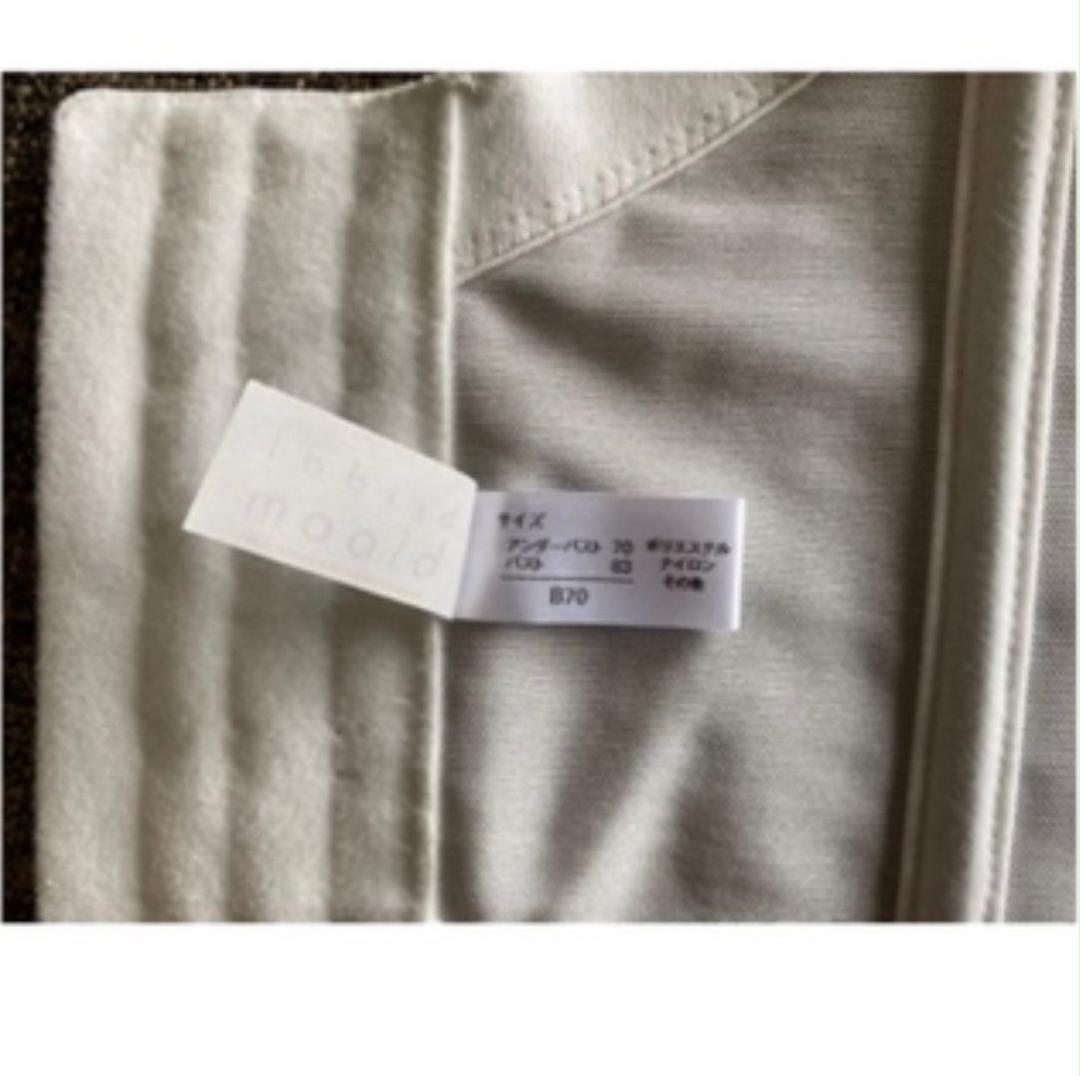 サイズ
アンダーバスト 70
バスト 83
B70
ポリエステル
ナイロン
その他